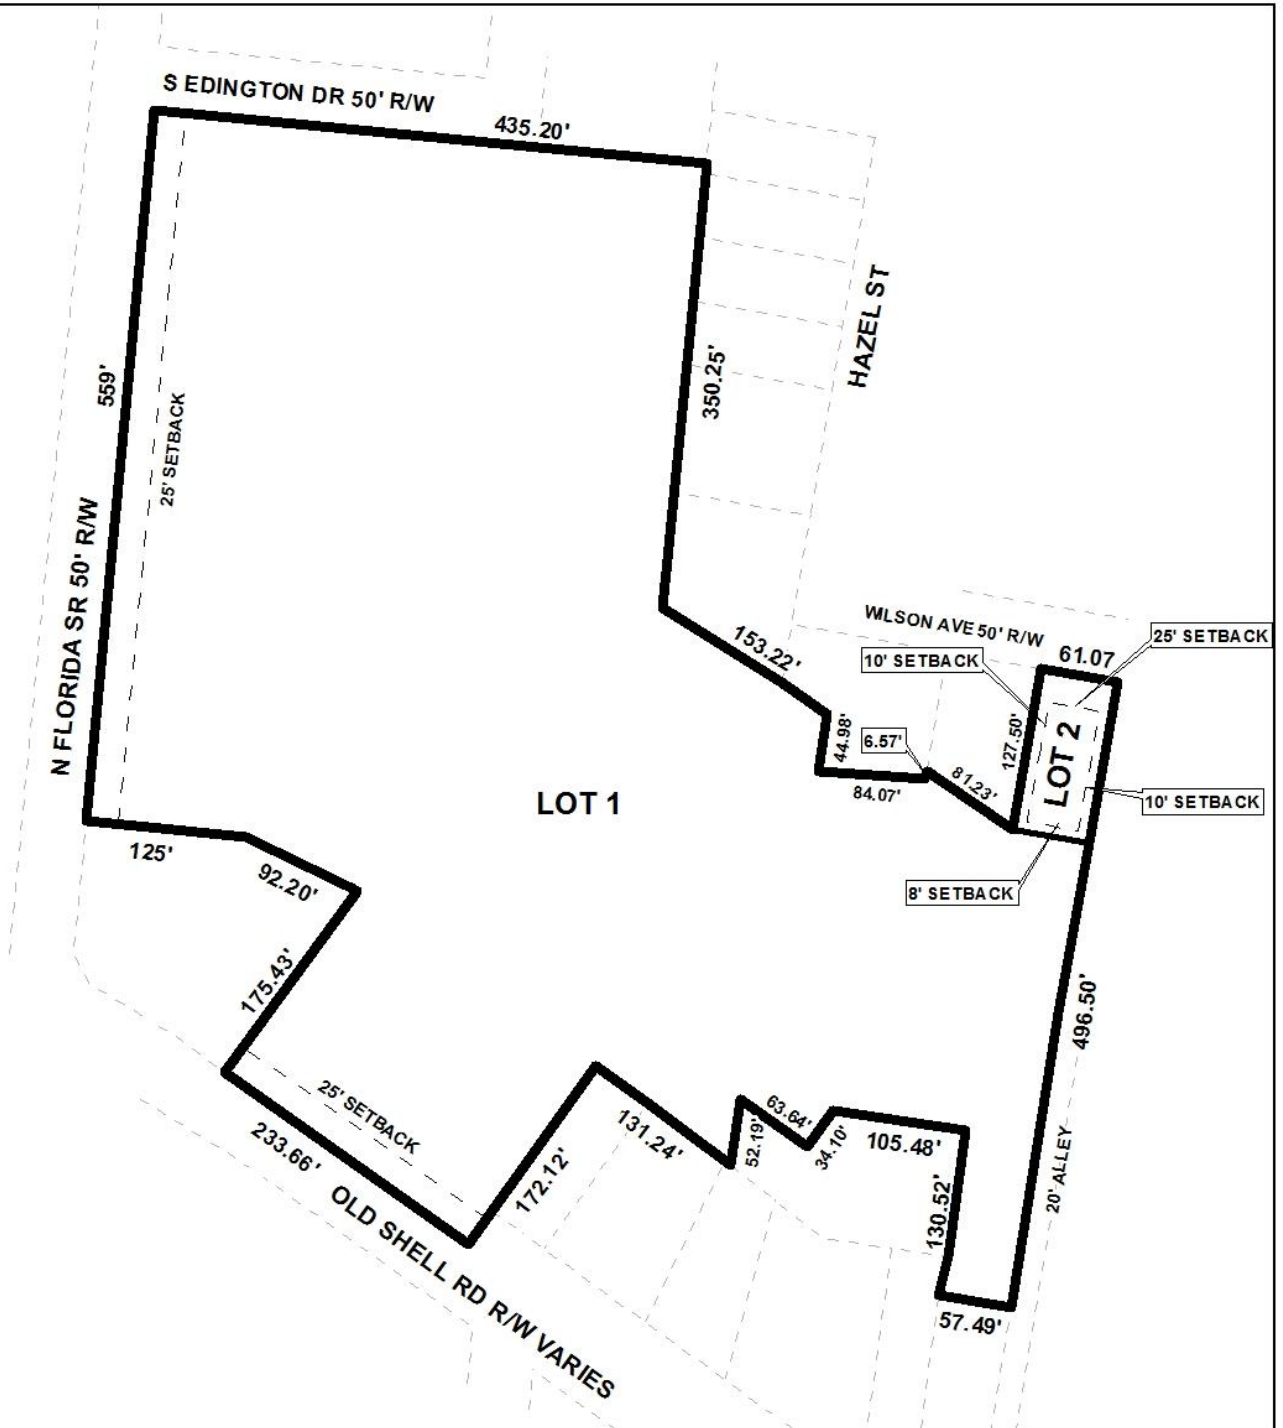 S EDINGTON DR 50' R/W
435.20'
HAZEL ST
350.25'
559'
25' SETBACK
N FLORIDA SR 50' R/W
WILSON AVE 50' R/W
25' SETBACK
61.07
10' SETBACK
153.22'
44.98'
6.57'
127.50'
LOT 2
81.23'
84.07'
10' SETBACK
LOT 1
125'
92.20'
8' SETBACK
175.43'
496.50'
25' SETBACK
233.66'
131.24'
63.64'
52.19'
34.10'
105.48'
172.12'
130.52'
20' ALLEY
OLD SHELL RD R/W VARIES
57.49'